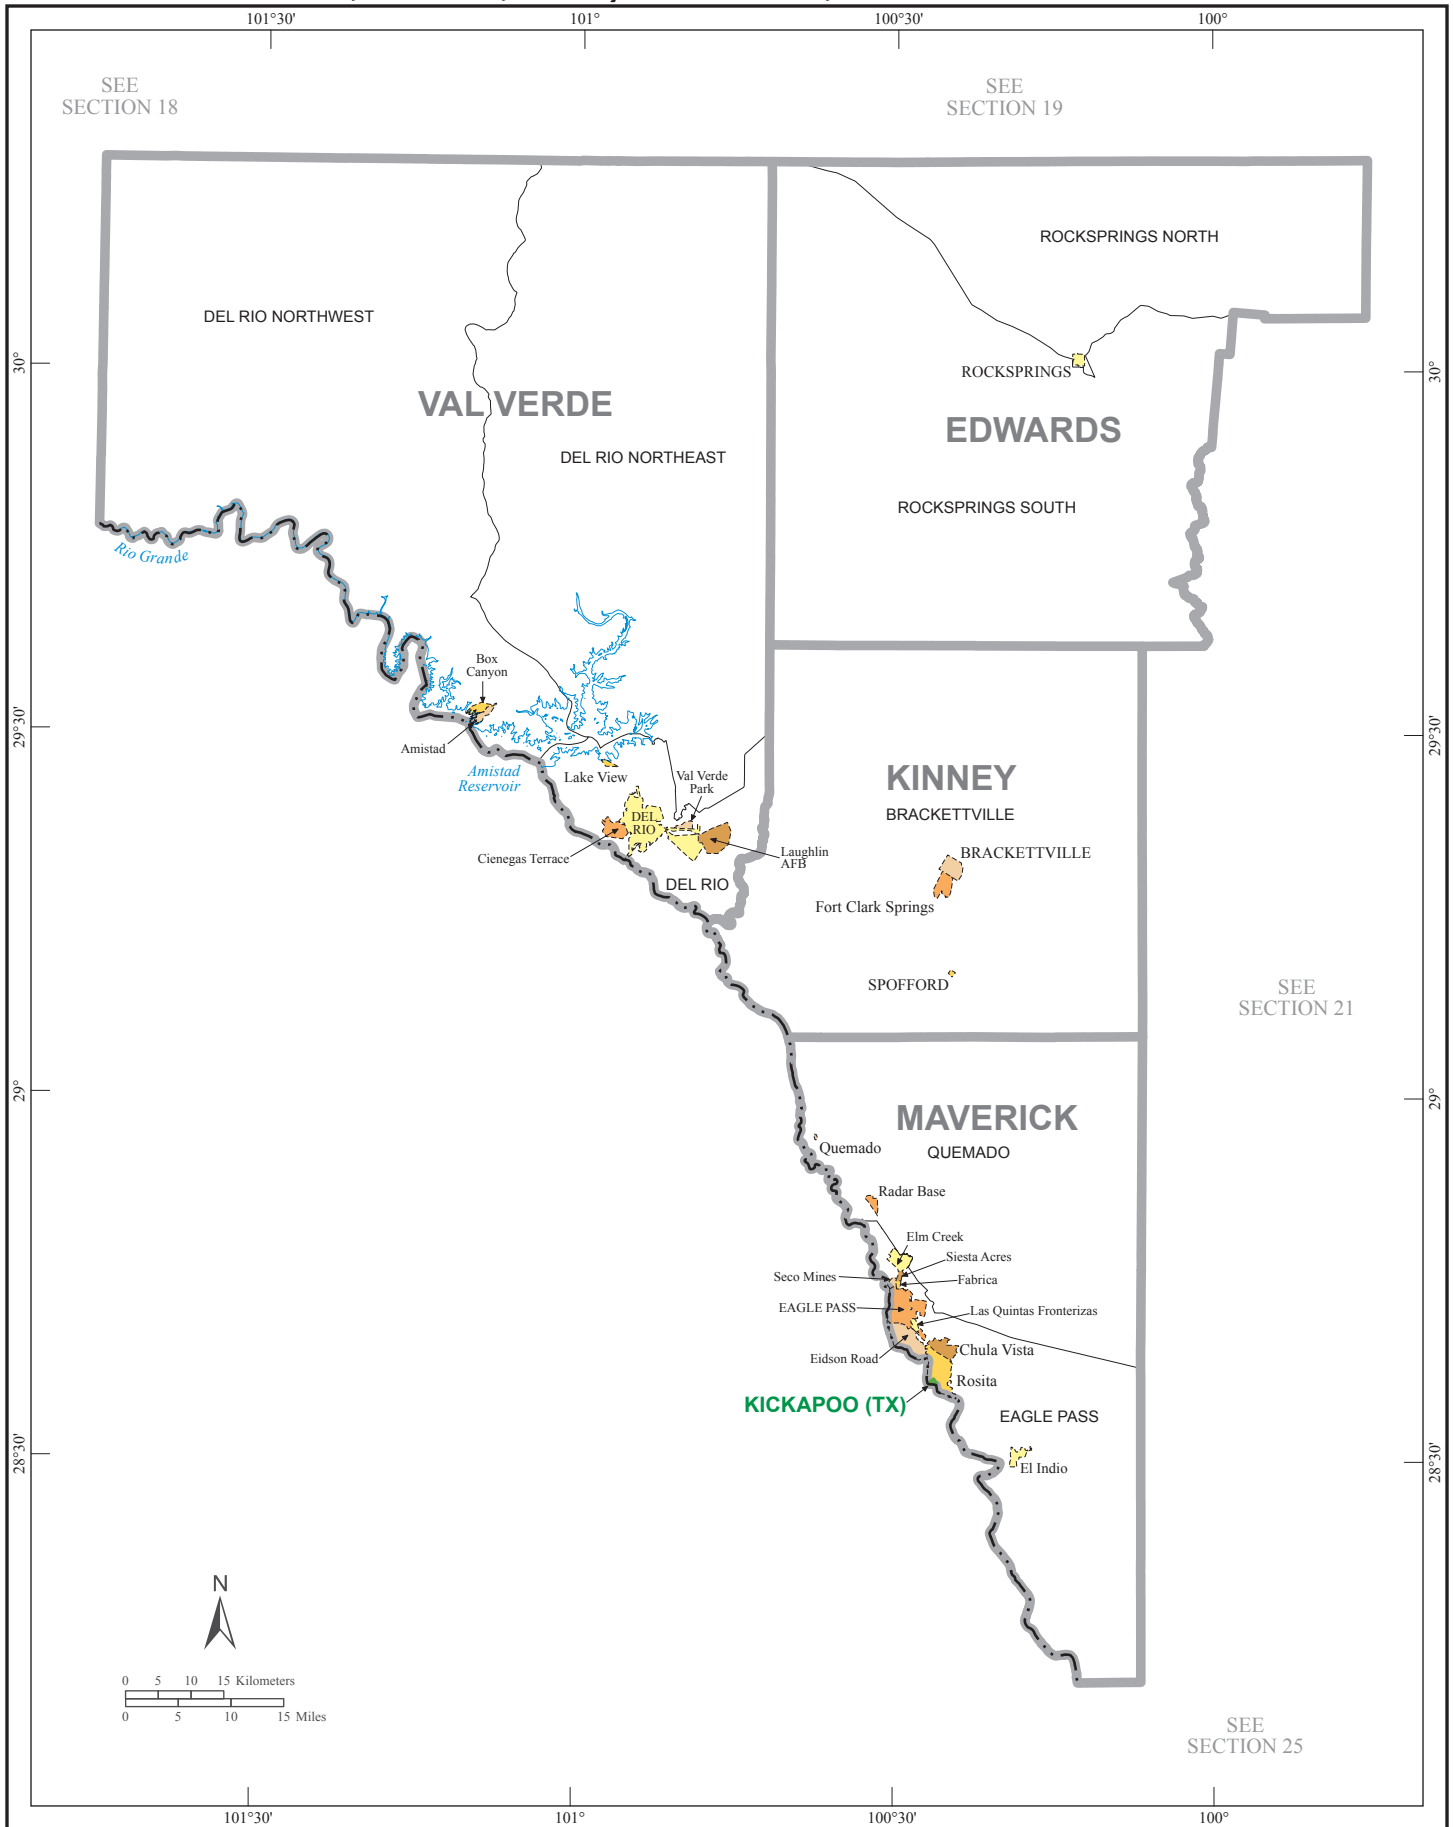 101°30'
101°
100°30'
100°
SEE
SECTION 18
SEE
SECTION 19
ROCKSPRINGS NORTH
DEL RIO NORTHWEST
30°
30°
ROCKSPRINGS
VAL VERDE
EDWARDS
DEL RIO NORTHEAST
ROCKSPRINGS SOUTH
Rio Grande
Box
Canyon
Amistad
29°30'
29°30'
Amistad
Reservoir
Lake View
Val Verde
Park
KINNEY
BRACKETTVILLE
DEL
RIO
Cienegas Terrace
Laughlin
AFB
BRACKETTVILLE
DEL RIO
Fort Clark Springs
SPOFFORD
SEE
SECTION 21
29°
29°
MAVERICK
Quemado
QUEMADO
Radar Base
Elm Creek
Siesta Acres
Seco Mines
Fabrica
EAGLE PASS
Las Quintas Fronterizas
Eidson Road
Chula Vista
Rosita
KICKAPOO (TX)
EAGLE PASS
28°30'
28°30'
El Indio
N
0 5 10 15 Kilometers
0 5 10 15 Miles
SEE
SECTION 25
101°30'
101°
100°30'
100°